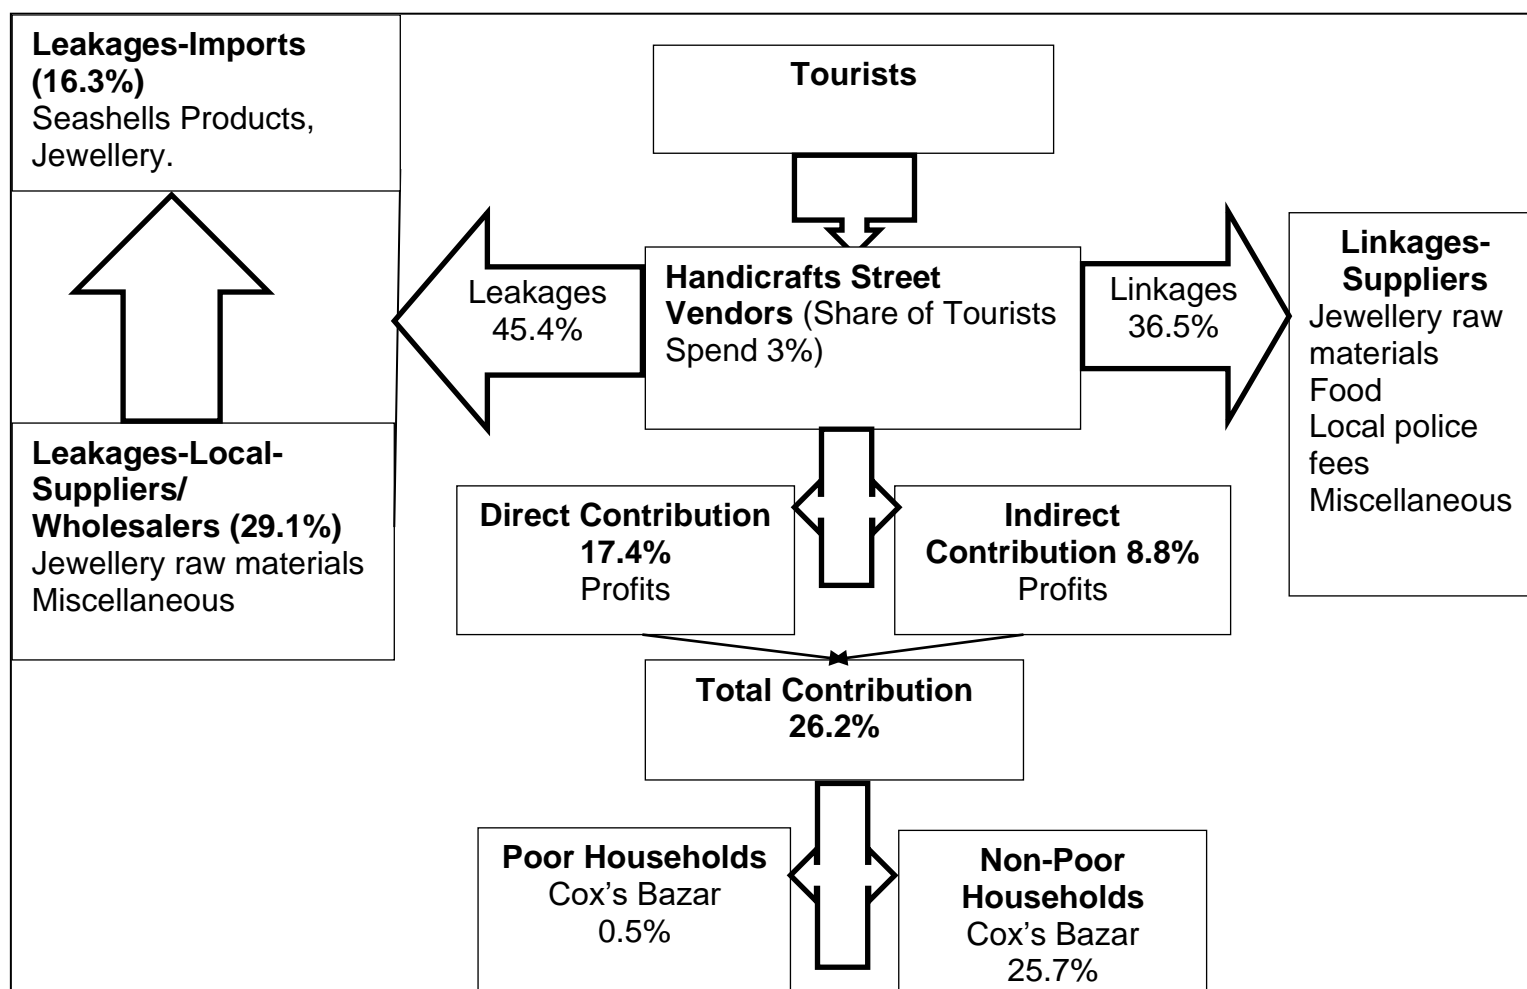 Leakages-Imports
(16.3%)
Seashells Products,
Jewellery.
Tourists
Leakages
45.4%
Handicrafts Street
Vendors (Share of Tourists
Spend 3%)
Linkages
36.5%
Linkages-
Suppliers
Jewellery raw
materials
Food
Local police
fees
Miscellaneous
Leakages-Local-
Suppliers/
Wholesalers (29.1%)
Jewellery raw materials
Miscellaneous
Direct Contribution
17.4%
Profits
Indirect
Contribution 8.8%
Profits
Total Contribution
26.2%
Poor Households
Cox's Bazar
0.5%
Non-Poor
Households
Cox's Bazar
25.7%